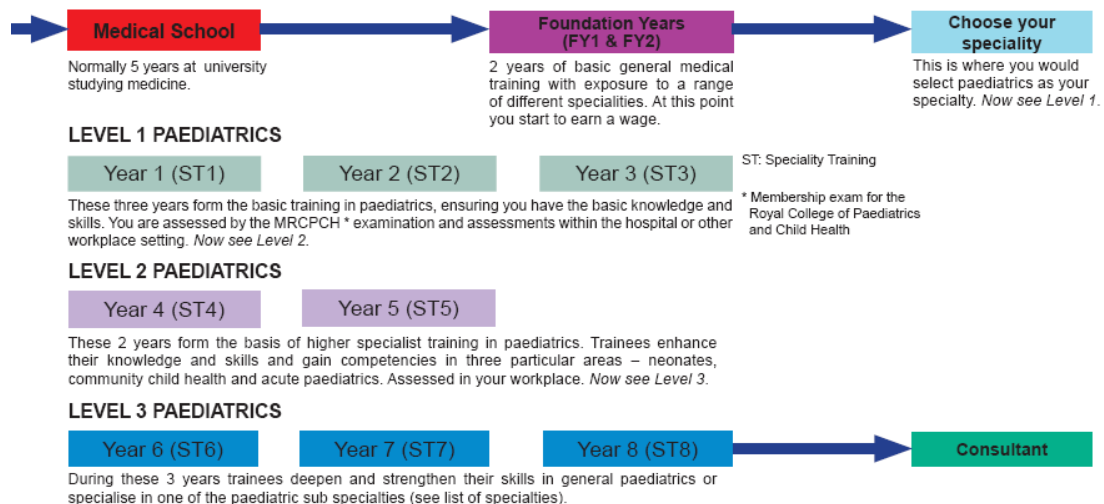 Medical School
Foundation Years
(FY1 & FY2)
Choose your
speciality
Normally 5 years at university
studying medicine.
2 years of basic general medical
training with exposure to a range
of different specialities. At this point
you start to earn a wage.
This is where you would
select paediatrics as your
specialty. Now see Level 1.
LEVEL 1 PAEDIATRICS
Year 1 (ST1)
Year 2 (ST2)
Year 3 (ST3)
ST: Speciality Training
* Membership exam for the
Royal College of Paediatrics
and Child Health
These three years form the basic training in paediatrics, ensuring you have the basic knowledge and
skills. You are assessed by the MRCPCH * examination and assessments within the hospital or other
workplace setting. Now see Level 2.
LEVEL 2 PAEDIATRICS
Year 4 (ST4)
Year 5 (ST5)
These 2 years form the basis of higher specialist training in paediatrics. Trainees enhance
their knowledge and skills and gain competencies in three particular areas – neonates,
community child health and acute paediatrics. Assessed in your workplace. Now see Level 3.
LEVEL 3 PAEDIATRICS
Year 6 (ST6)
Year 7 (ST7)
Year 8 (ST8)
Consultant
During these 3 years trainees deepen and strengthen their skills in general paediatrics or
specialise in one of the paediatric sub specialties (see list of specialties).